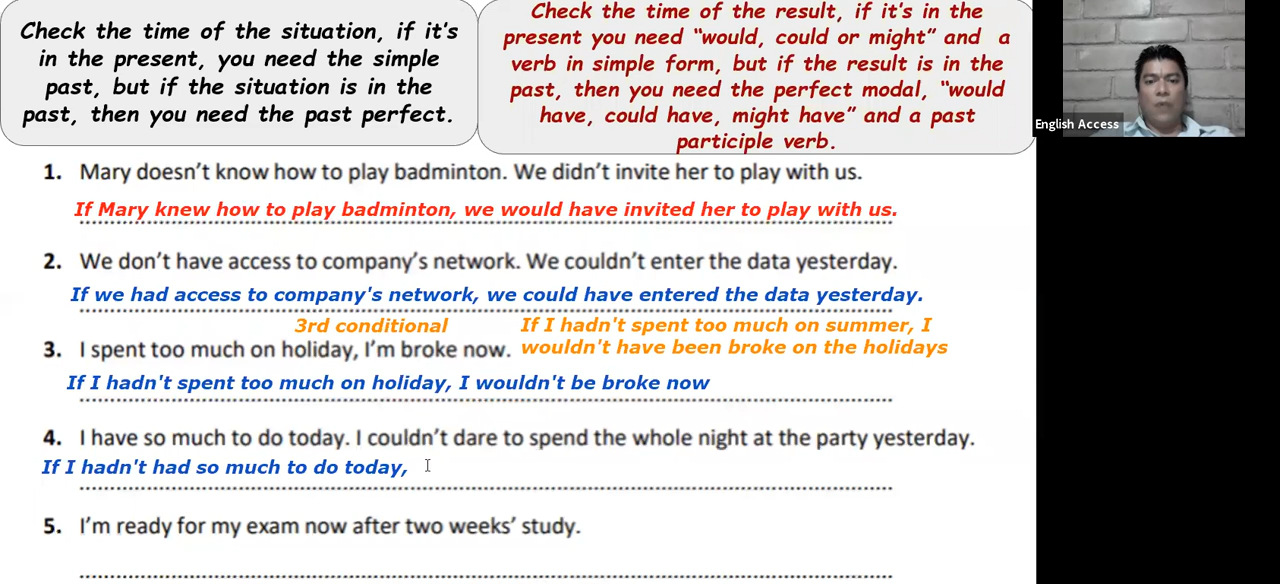 Check the time of the situation, if it's
in the present, you need the simple
past, but if the situation is in the
past, then you need the past perfect.
Check the time of the result, if it's in the
present you need "would, could or might" and a
verb in simple form, but if the result is in the
past, then you need the perfect modal, "would
have, could have, might have" and a past
participle verb.
English Access
1. Mary doesn't know how to play badminton. We didn't invite her to play with us.
If Mary knew how to play badminton, we would have invited her to play with us.
2. We don't have access to company's network. We couldn't enter the data yesterday.
If we had access to company's network, we could have entered the data yesterday.
3rd conditional
If I hadn't spent too much on summer, I
wouldn't have been broke on the holidays
3. I spent too much on holiday, I'm broke now.
If I hadn't spent too much on holiday, I wouldn't be broke now
4. I have so much to do today. I couldn't dare to spend the whole night at the party yesterday.
If I hadn't had so much to do today,
5. I'm ready for my exam now after two weeks' study.